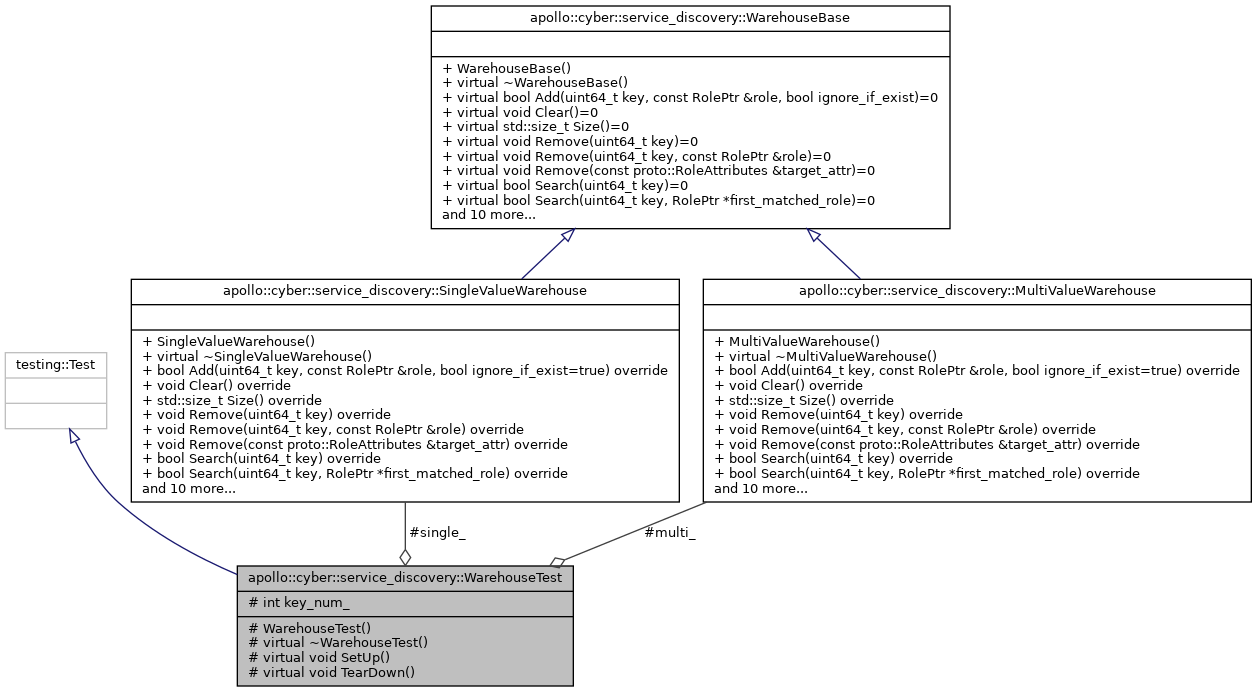 apollo::cyber::service_discovery::WarehouseBase
+ WarehouseBase()
+ virtual ~WarehouseBase()
+ virtual bool Add(uint64_t key, const RolePtr &role, bool ignore_if_exist)=0
+ virtual void Clear()=0
+ virtual std::size_t Size()=0
+ virtual void Remove(uint64_t key)=0
+ virtual void Remove(uint64_t key, const RolePtr &role)=0
+ virtual void Remove(const proto::RoleAttributes &target_attr)=0
+ virtual bool Search(uint64_t key)=0
+ virtual bool Search(uint64_t key, RolePtr *first_matched_role)=0
and 10 more...
apollo::cyber::service_discovery::SingleValueWarehouse
+ SingleValueWarehouse()
+ virtual ~SingleValueWarehouse()
+ bool Add(uint64_t key, const RolePtr &role, bool ignore_if_exist=true) override
+ void Clear() override
+ std::size_t Size() override
+ void Remove(uint64_t key) override
+ void Remove(uint64_t key, const RolePtr &role) override
+ void Remove(const proto::RoleAttributes &target_attr) override
+ bool Search(uint64_t key) override
+ bool Search(uint64_t key, RolePtr *first_matched_role) override
and 10 more...
apollo::cyber::service_discovery::MultiValueWarehouse
+ MultiValueWarehouse()
+ virtual ~MultiValueWarehouse()
+ bool Add(uint64_t key, const RolePtr &role, bool ignore_if_exist=true) override
+ void Clear() override
+ std::size_t Size() override
+ void Remove(uint64_t key) override
+ void Remove(uint64_t key, const RolePtr &role) override
+ void Remove(const proto::RoleAttributes &target_attr) override
+ bool Search(uint64_t key) override
+ bool Search(uint64_t key, RolePtr *first_matched_role) override
and 10 more...
testing::Test
#single_
#multi_
apollo::cyber::service_discovery::WarehouseTest
# int key_num_
# WarehouseTest()
# virtual ~WarehouseTest()
# virtual void SetUp()
# virtual void TearDown()